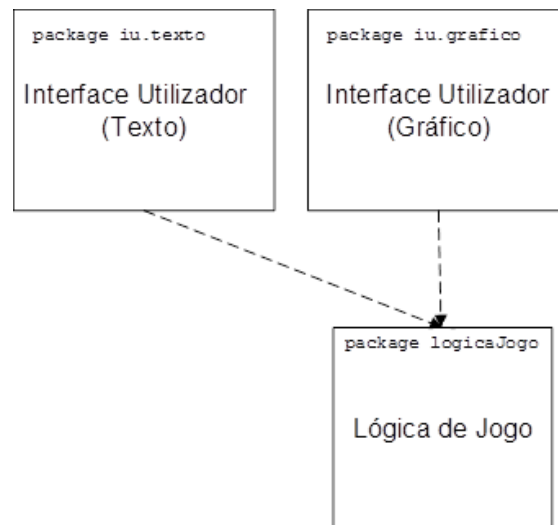 package iu.texto
Interface Utilizador
(Texto)
package iu.grafico
Interface Utilizador
(Gráfico)
package logicaJogo
Lógica de Jogo